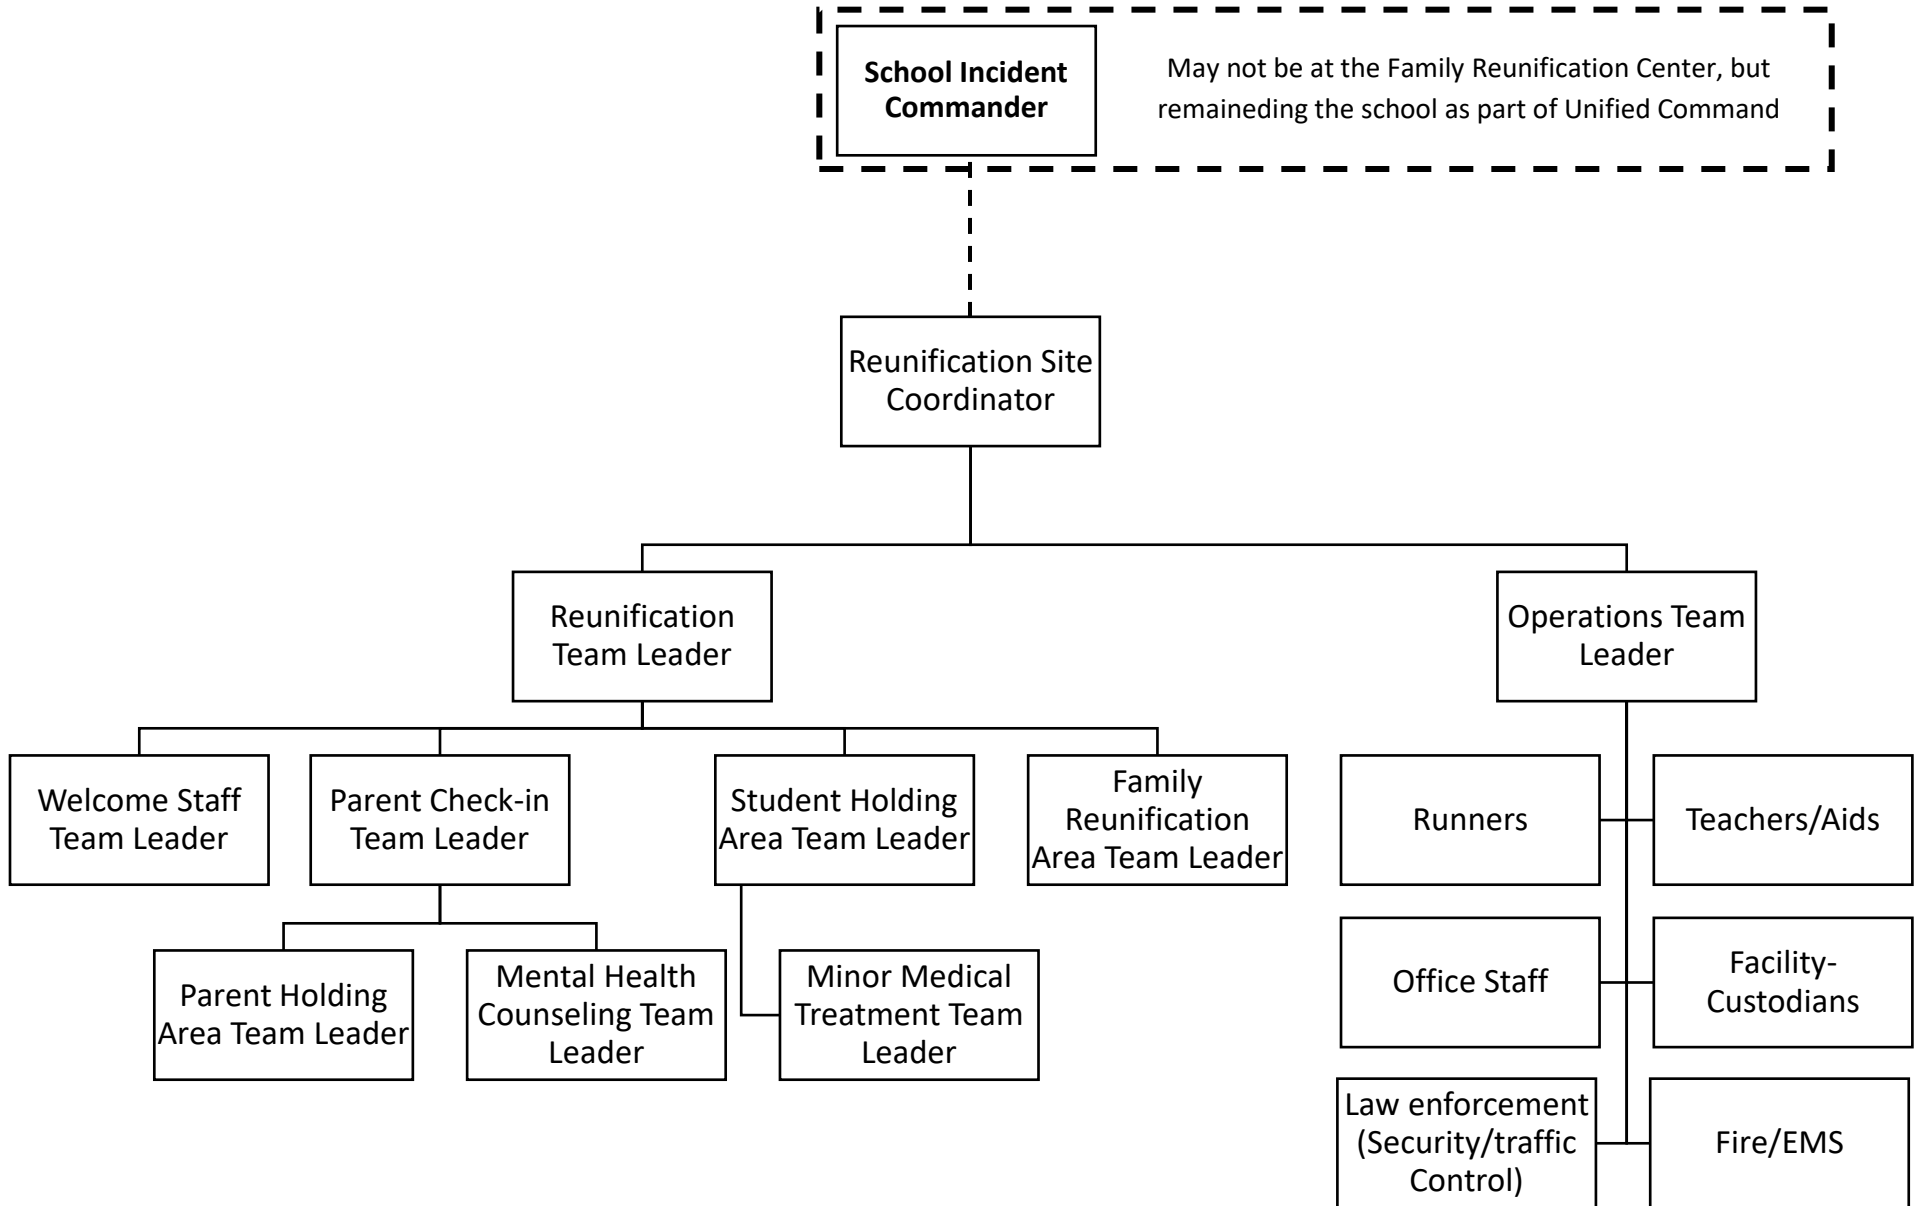 School Incident
Commander
May not be at the Family Reunification Center, but
remaineding the school as part of Unified Command
Reunification Site
Coordinator
Reunification
Team Leader
Operations Team
Leader
Welcome Staff
Team Leader
Parent Check-in
Team Leader
Student Holding
Area Team Leader
Family
Reunification
Area Team Leader
Runners
Teachers/Aids
Parent Holding
Area Team Leader
Mental Health
Counseling Team
Leader
Minor Medical
Treatment Team
Leader
Office Staff
Facility-
Custodians
Law enforcement
(Security/traffic
Control)
Fire/EMS